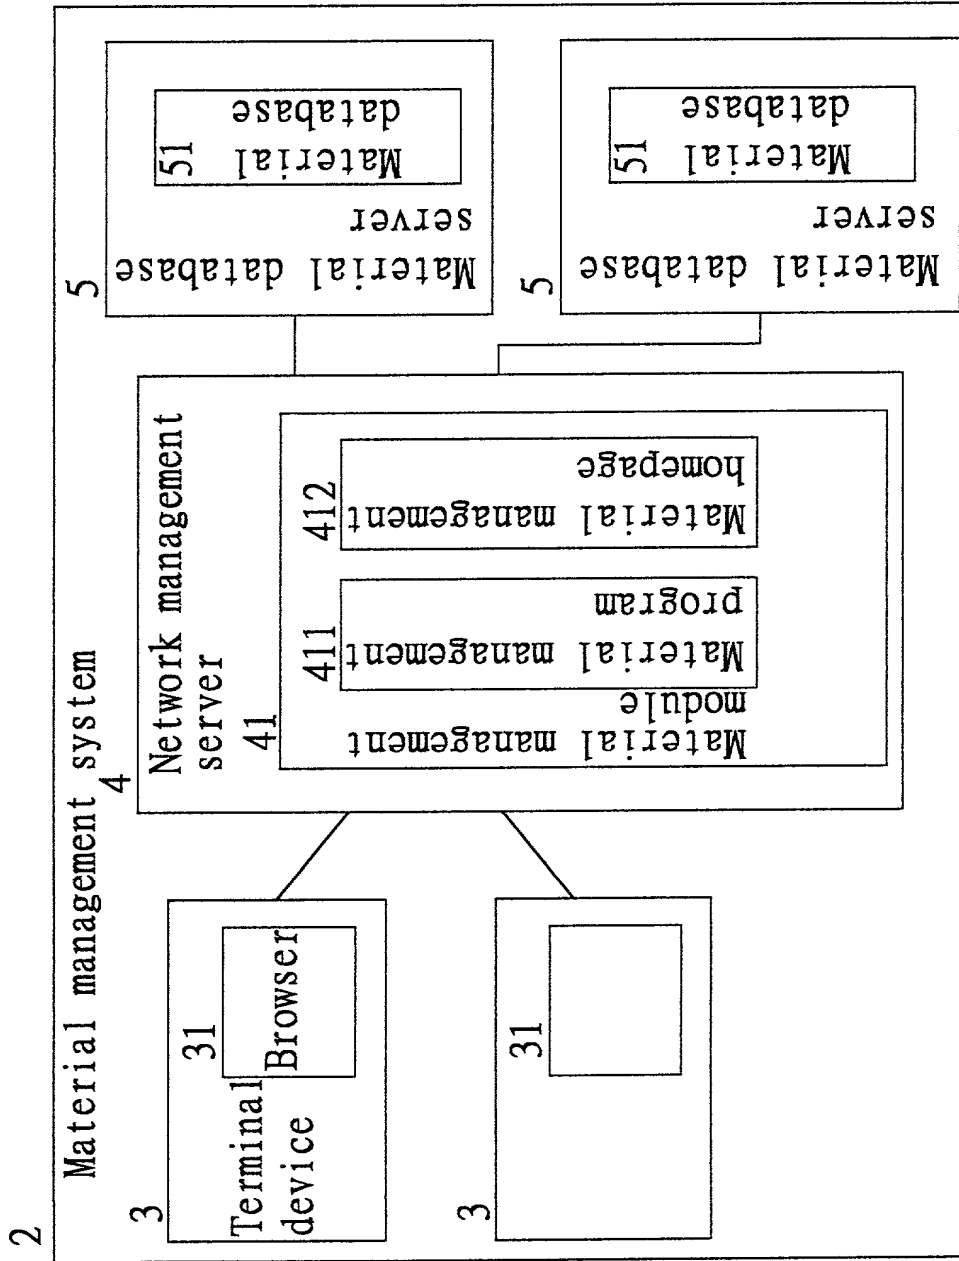 2
Material management system
3
Terminal
device
31
Browser
3
31
4
Network management
server
41
Material management
module
411
Material management
program
412
Material management
homepage
5
Material database
server
51
Material
database
5
Material database
server
51
Material
database